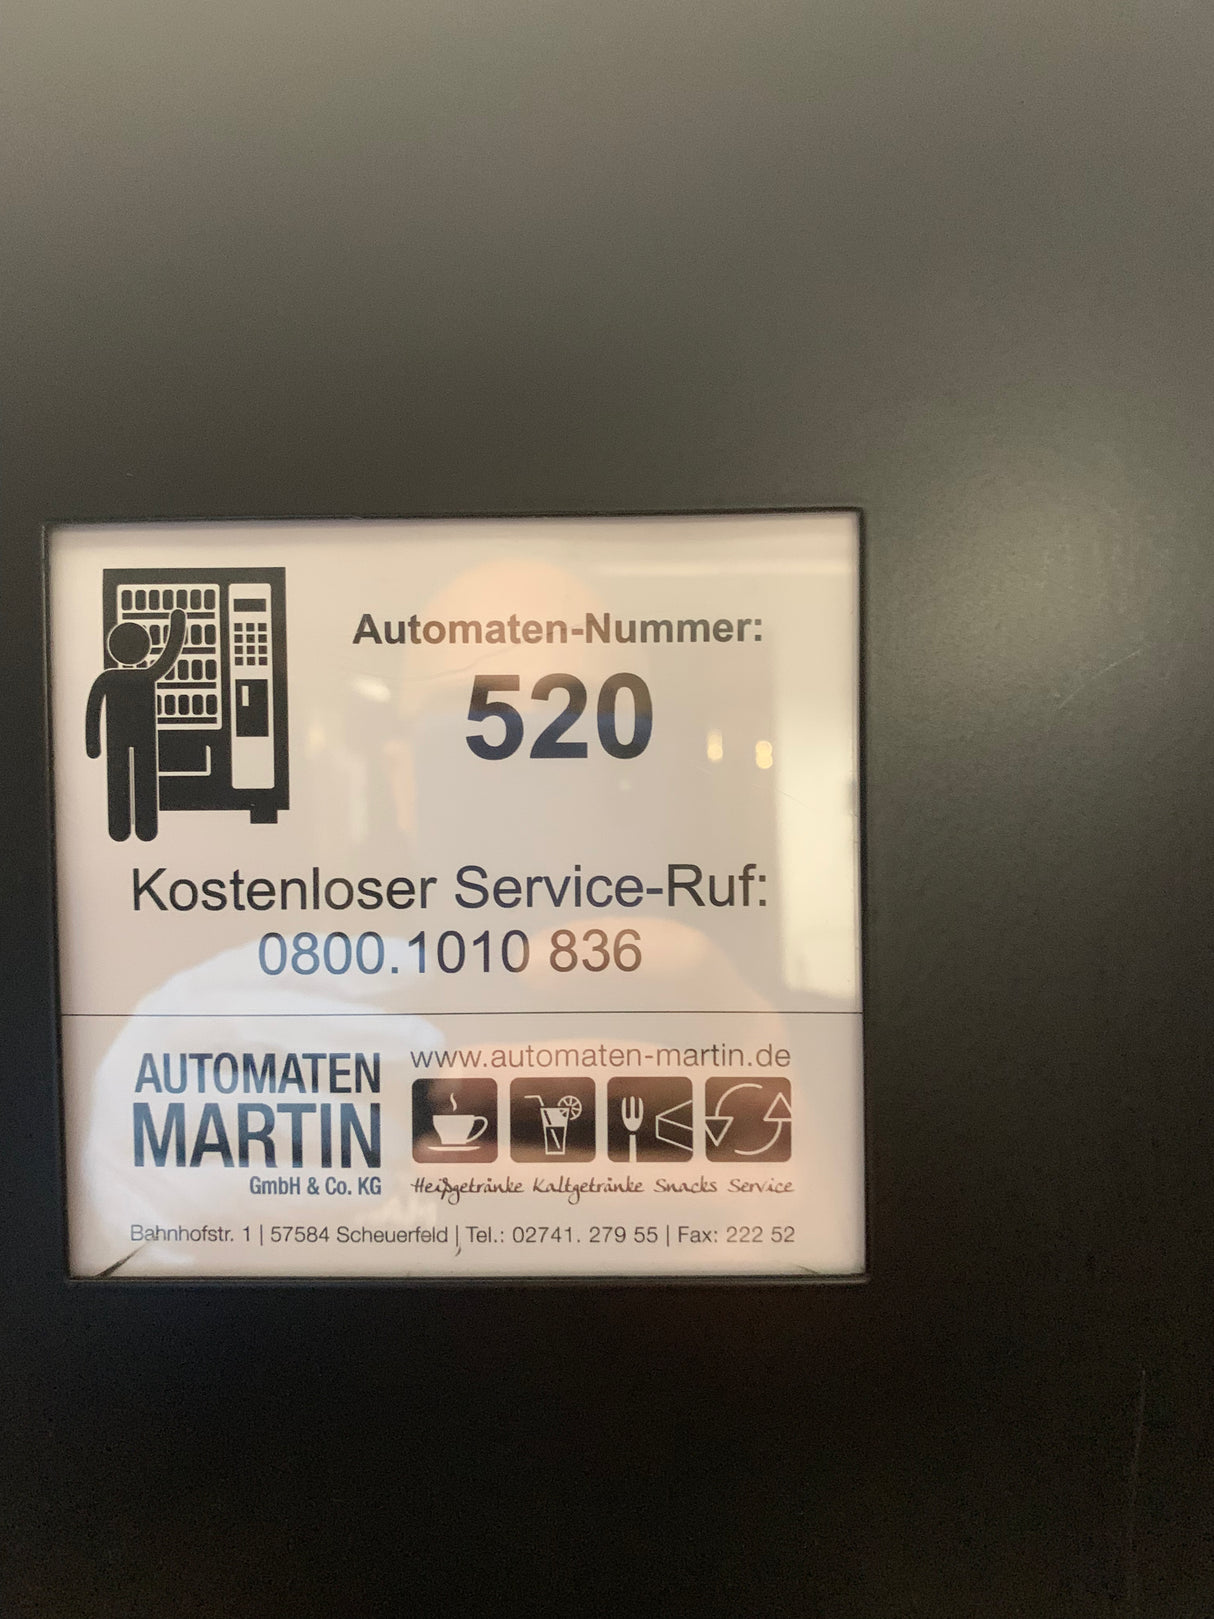 Automaten-Nummer:
520
Kostenloser Service-Ruf:
0800.1010 836
AUTOMATEN
MARTIN
GmbH & Co. KG
www.automaten-martin.de
Heißgetränke Kaltgetränke Snacks Service
Bahnhofstr. 1 | 57584 Scheuerfeld | Tel.: 02741. 279 55 | Fax: 222 52